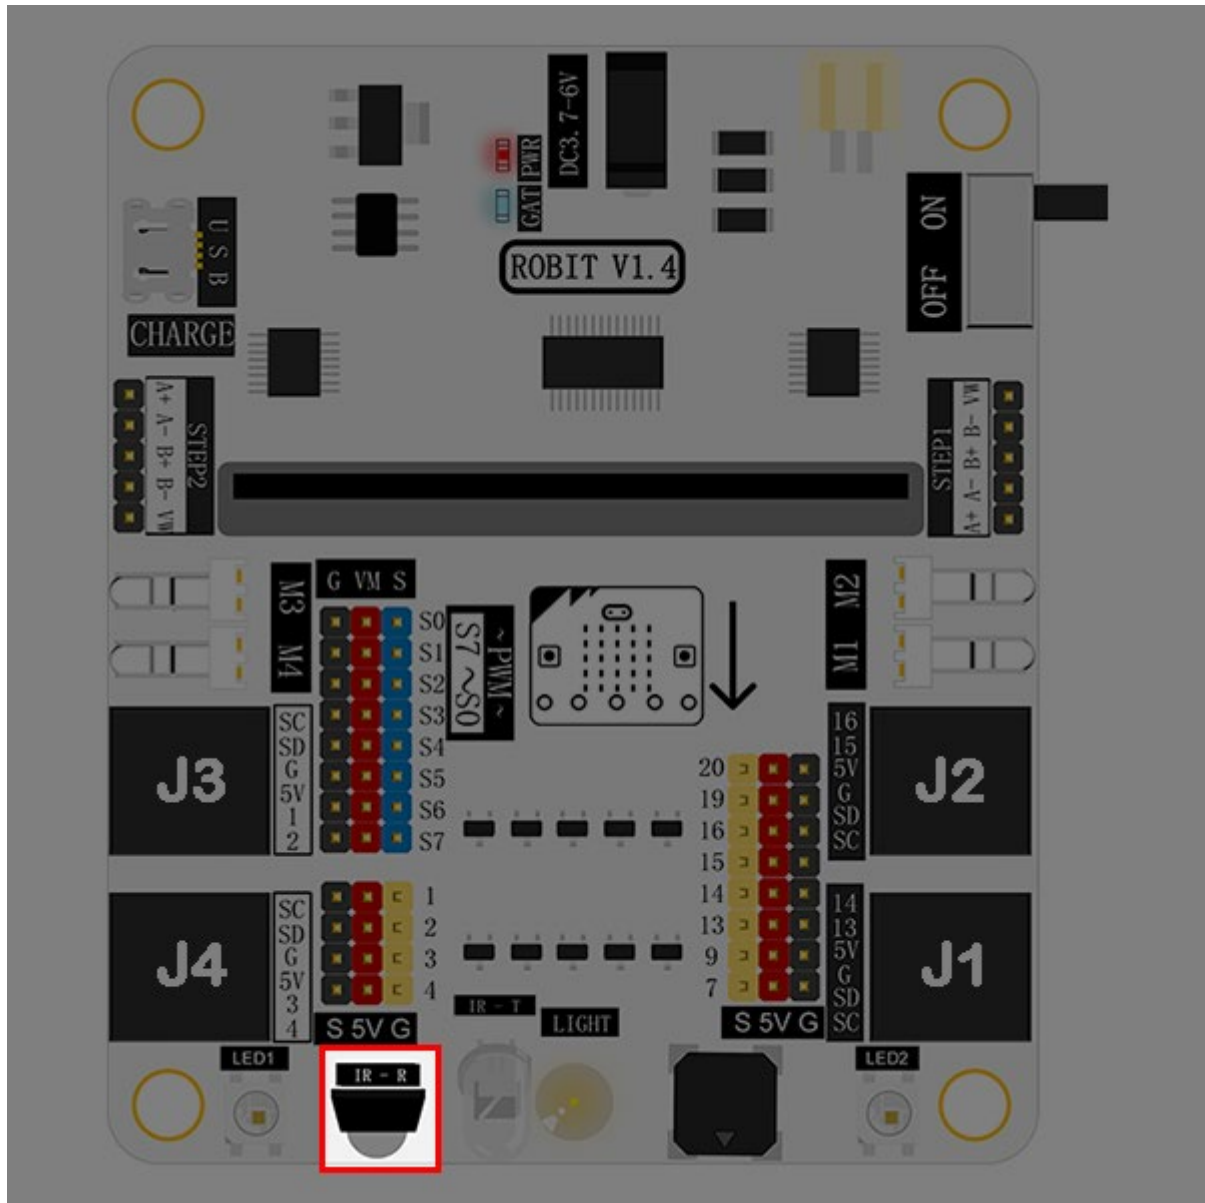 DC3.7-6V
PWR
GAT
ON
OFF
USB
CHARGE
ROBIT V1.4
A+ A- B+ B- VW
STEP2
STEP1
A+ A- B+ B- VW
M3
M4
G VM S
S0
S1
S2
S3
S4
S5
S6
S7
~PWM~
S7~S0
M2
M1
J3
SC
SD
G
5V
1
2
J2
16
15
5V
G
SD
SC
20
19
16
15
14
13
9
7
J4
SC
SD
G
5V
3
4
1
2
3
4
J1
14
13
5V
G
SD
SC
S 5V G
IR - T
LIGHT
S 5V G
LED1
IR - R
LED2